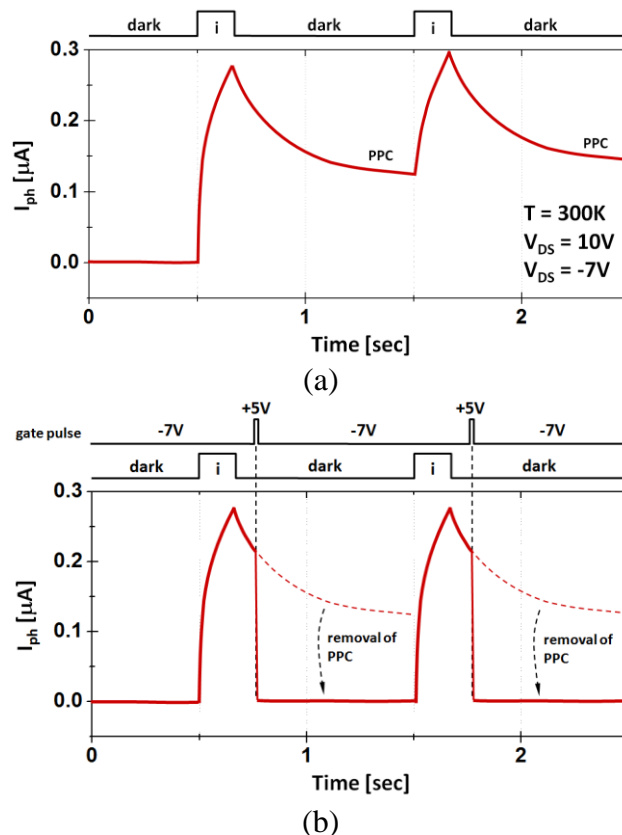 dark i dark i dark
0.3
0.2
0.1
0.0
I_ph [µA]
PPC
PPC
T = 300K
V_DS = 10V
V_DS = -7V
0 1 2
Time [sec]
(a)
+5V +5V
gate pulse -7V -7V -7V
dark i dark i dark
0.3
0.2
0.1
0.0
I_ph [µA]
removal of
PPC
removal of
PPC
0 1 2
Time [sec]
(b)